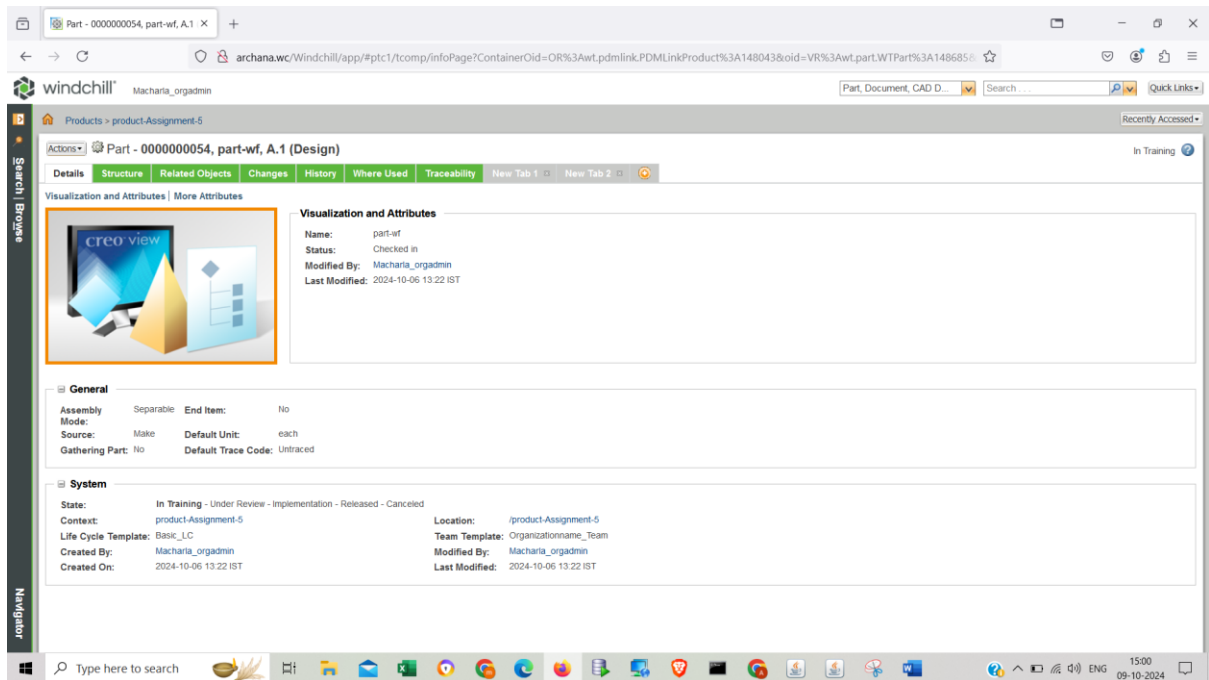 Part - 0000000054, part-wf, A.1
archana.wc/Windchill/app/#ptc1/tcomp/infoPage?ContainerOid=OR%3Awt.pdmlink.PDMLinkProduct%3A148043&oid=VR%3Awt.part.WTPart%3A148685&
windchill Macharla_orgadmin Part, Document, CAD D... Search . . . Quick Links
Products > product-Assignment-5 Recently Accessed
Actions Part - 0000000054, part-wf, A.1 (Design) In Training
Details Structure Related Objects Changes History Where Used Traceability New Tab 1 New Tab 2
Search | Browse
Visualization and Attributes | More Attributes
creo view
Visualization and Attributes
Name: part-wf
Status: Checked in
Modified By: Macharla_orgadmin
Last Modified: 2024-10-06 13:22 IST
General
Assembly Mode: Separable End Item: No
Source: Make Default Unit: each
Gathering Part: No Default Trace Code: Untraced
System
State: In Training - Under Review - Implementation - Released - Canceled
Context: product-Assignment-5 Location: /product-Assignment-5
Life Cycle Template: Basic_LC Team Template: Organizationname_Team
Created By: Macharla_orgadmin Modified By: Macharla_orgadmin
Created On: 2024-10-06 13:22 IST Last Modified: 2024-10-06 13:22 IST
Navigator
Type here to search ENG 15:00
09-10-2024